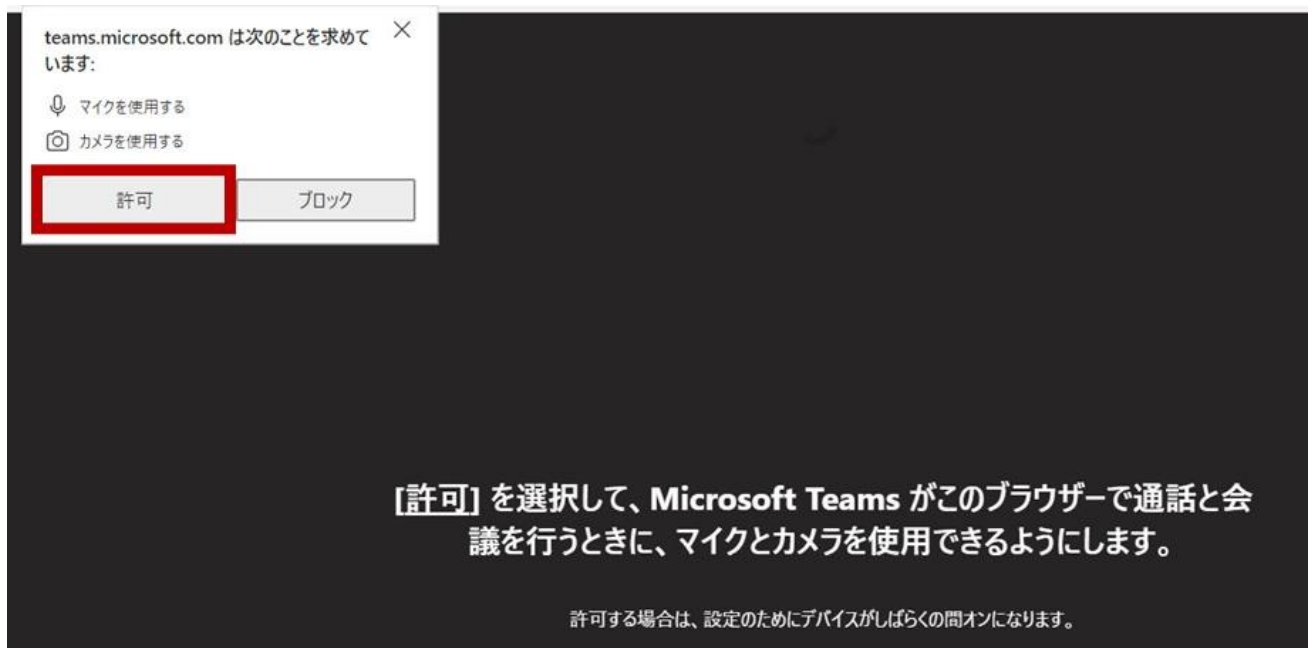 teams.microsoft.com は次のことを求めて
います:
マイクを使用する
カメラを使用する
許可
ブロック
[許可] を選択して、Microsoft Teams がこのブラウザーで通話と会
議を行うときに、マイクとカメラを使用できるようにします。
許可する場合は、設定のためにデバイスがしばらくの間オンになります。